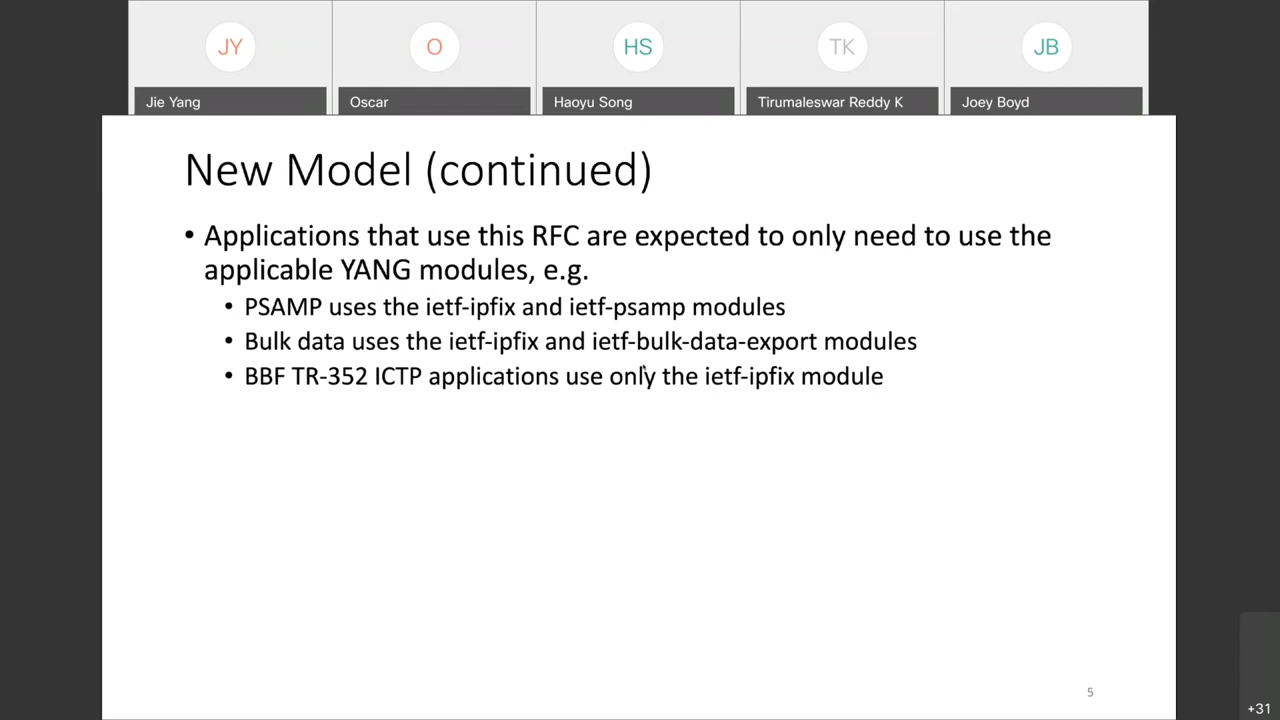 JY
O
HS
TK
JB
Jie Yang
Oscar
Haoyu Song
Tirumaleswar Reddy K
Joey Boyd
New Model (continued)
• Applications that use this RFC are expected to only need to use the
applicable YANG modules, e.g.
• PSAMP uses the ietf-ipfix and ietf-psamp modules
• Bulk data uses the ietf-ipfix and ietf-bulk-data-export modules
• BBF TR-352 ICTP applications use only the ietf-ipfix module
5
+31